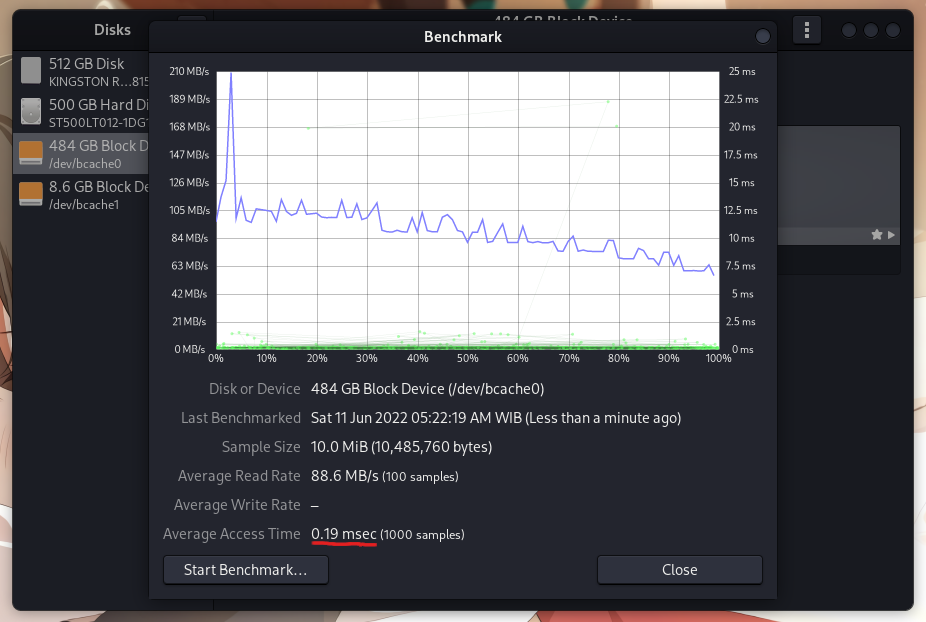 Disks
484 GB Block Device
Benchmark
512 GB Disk
KINGSTON R...815
500 GB Hard Di
ST500LT012-1DG1
484 GB Block D
/dev/bcache0
8.6 GB Block De
/dev/bcache1
210 MB/s
189 MB/s
168 MB/s
147 MB/s
126 MB/s
105 MB/s
84 MB/s
63 MB/s
42 MB/s
21 MB/s
0 MB/s
25 ms
22.5 ms
20 ms
17.5 ms
15 ms
12.5 ms
10 ms
7.5 ms
5 ms
2.5 ms
0 ms
0% 10% 20% 30% 40% 50% 60% 70% 80% 90% 100%
Disk or Device 484 GB Block Device (/dev/bcache0)
Last Benchmarked Sat 11 Jun 2022 05:22:19 AM WIB (Less than a minute ago)
Sample Size 10.0 MiB (10,485,760 bytes)
Average Read Rate 88.6 MB/s (100 samples)
Average Write Rate –
Average Access Time 0.19 msec (1000 samples)
Start Benchmark…
Close